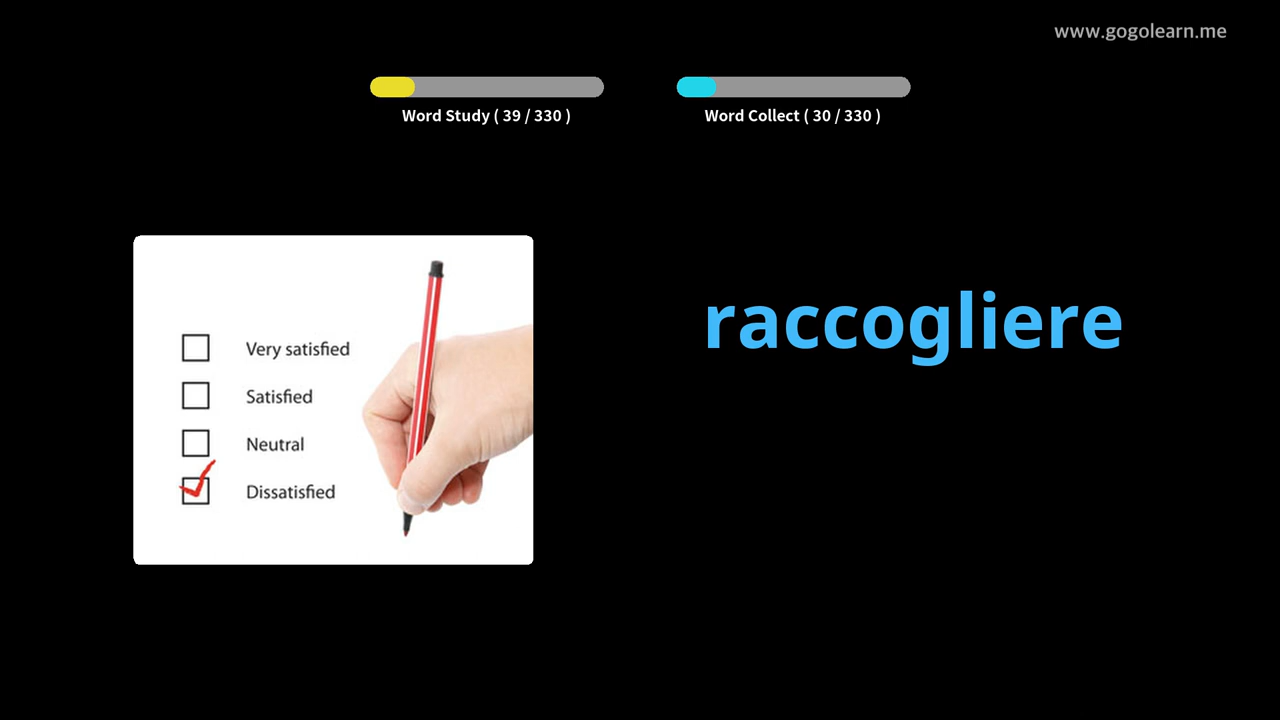 www.gogolearn.me
Word Study ( 39 / 330 )
Word Collect ( 30 / 330 )
raccogliere
Very satisfied
Satisfied
Neutral
Dissatisfied